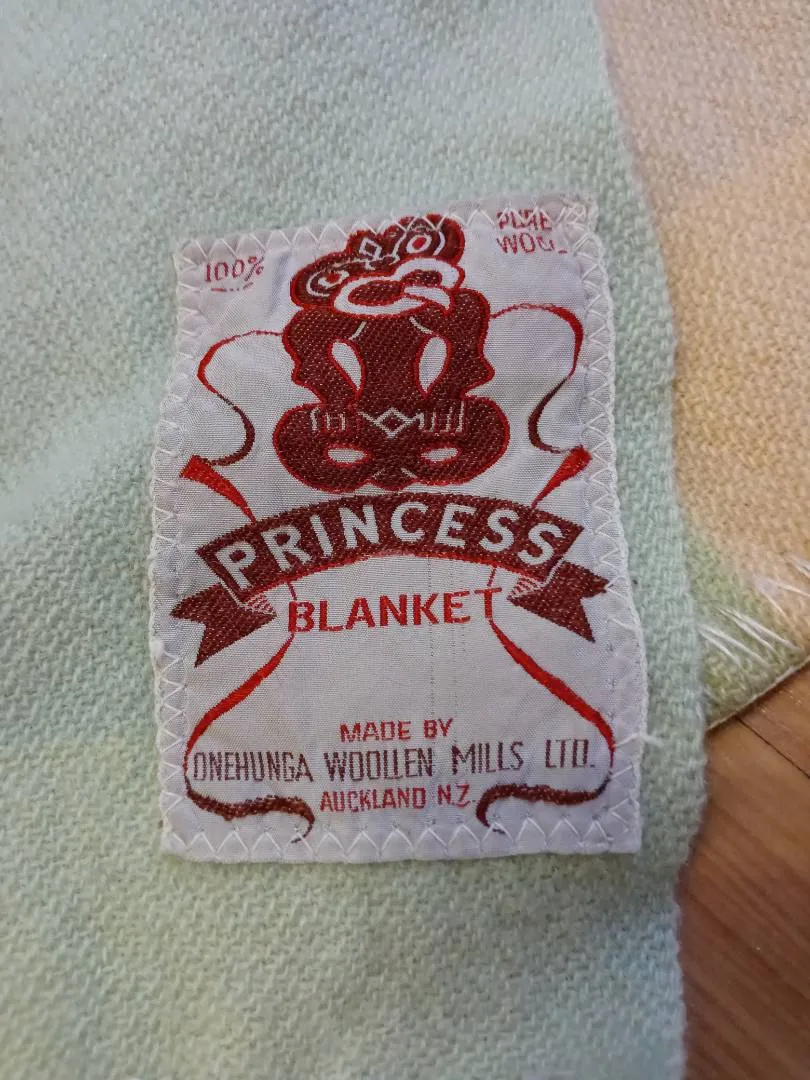 100%
PURE
WOOL
PRINCESS
BLANKET
MADE BY
ONEHUNGA WOOLLEN MILLS LTD.
AUCKLAND N.Z.